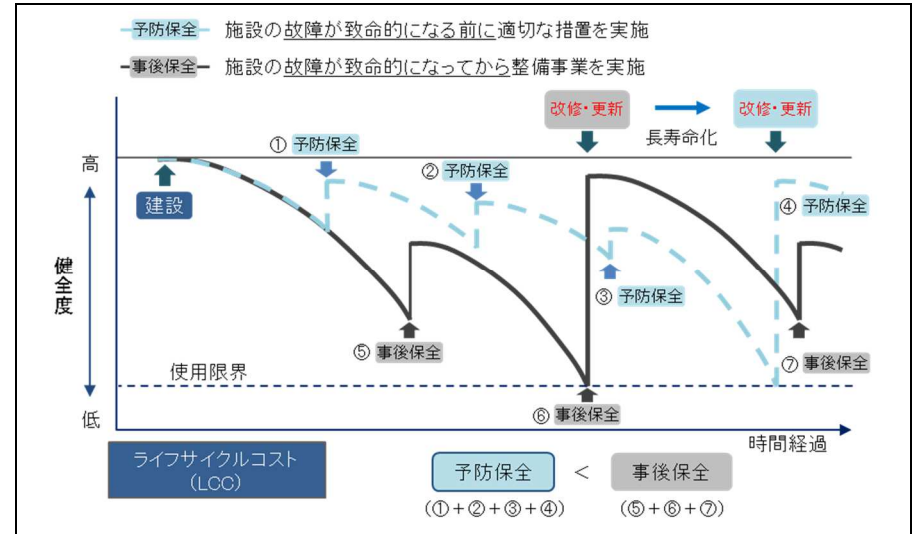 予防保全 施設の故障が致命的になる前に適切な措置を実施
事後保全 施設の故障が致命的になってから整備事業を実施
改修・更新
改修・更新
長寿命化
① 予防保全
② 予防保全
高
建設
④ 予防保全
健全度
③ 予防保全
⑤ 事後保全
⑦ 事後保全
使用限界
低
⑥ 事後保全
時間経過
ライフサイクルコスト
(LCC)
予防保全 < 事後保全
(①+②+③+④) (⑤+⑥+⑦)